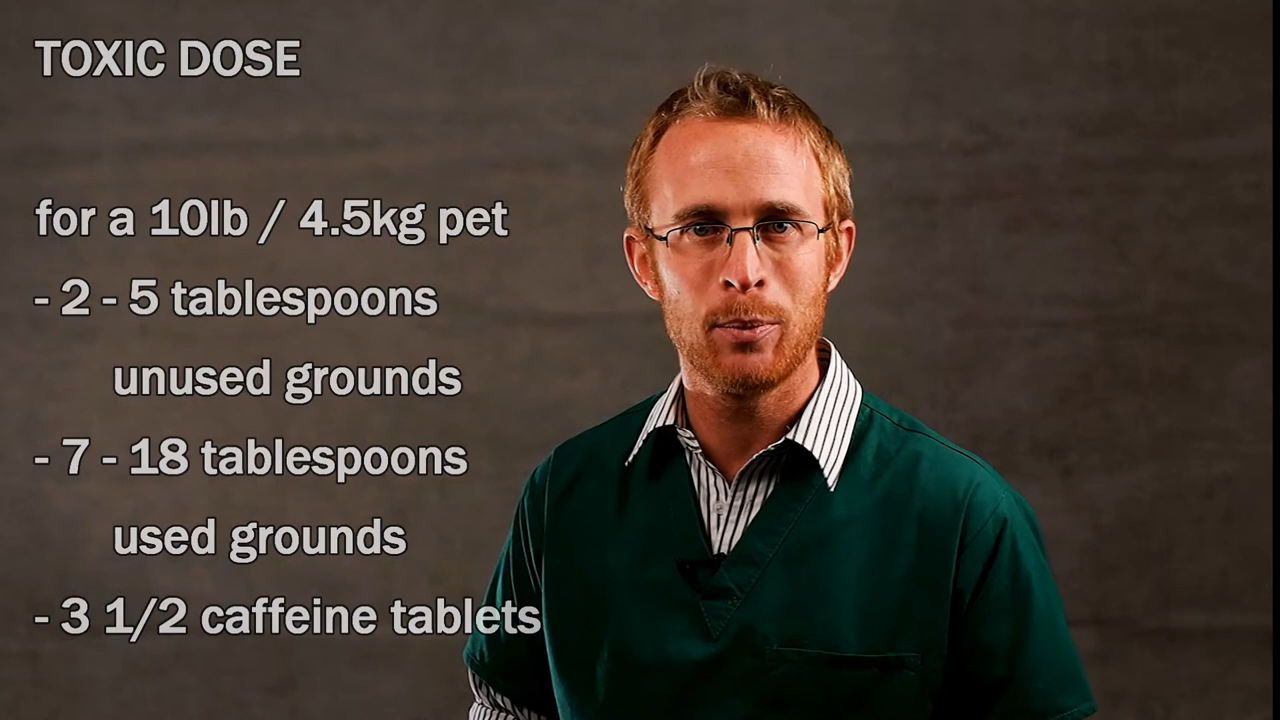 TOXIC DOSE
for a 10lb / 4.5kg pet
- 2 - 5 tablespoons
unused grounds
- 7 - 18 tablespoons
used grounds
- 3 1/2 caffeine tablets